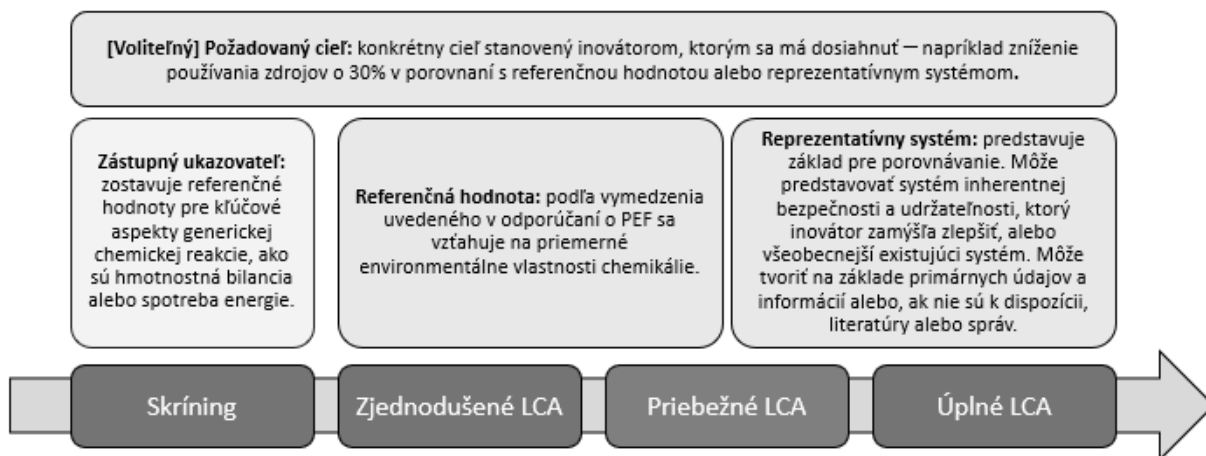 [Voliteľný] Požadovaný cieľ: konkrétny cieľ stanovený inovátorom, ktorým sa má dosiahnuť — napríklad zníženie
používania zdrojov o 30% v porovnaní s referenčnou hodnotou alebo reprezentatívnym systémom.
Zástupný ukazovateľ:
zostavuje referenčné
hodnoty pre kľúčové
aspekty generickej
chemickej reakcie, ako
sú hmotnostná bilancia
alebo spotreba energie.
Referenčná hodnota: podľa vymedzenia
uvedeného v odporúčaní o PEF sa
vzťahuje na priemerné
environmentálne vlastnosti chemikálie.
Reprezentatívny systém: predstavuje
základ pre porovnávanie. Môže
predstavovať systém inherentnej
bezpečnosti a udržateľnosti, ktorý
inovátor zamýšľa zlepšiť, alebo
všeobecnejší existujúci systém. Môže
tvoriť na základe primárnych údajov a
informácií alebo, ak nie sú k dispozícii,
literatúry alebo správ.
Skríning
Zjednodušené LCA
Priebežné LCA
Úplné LCA